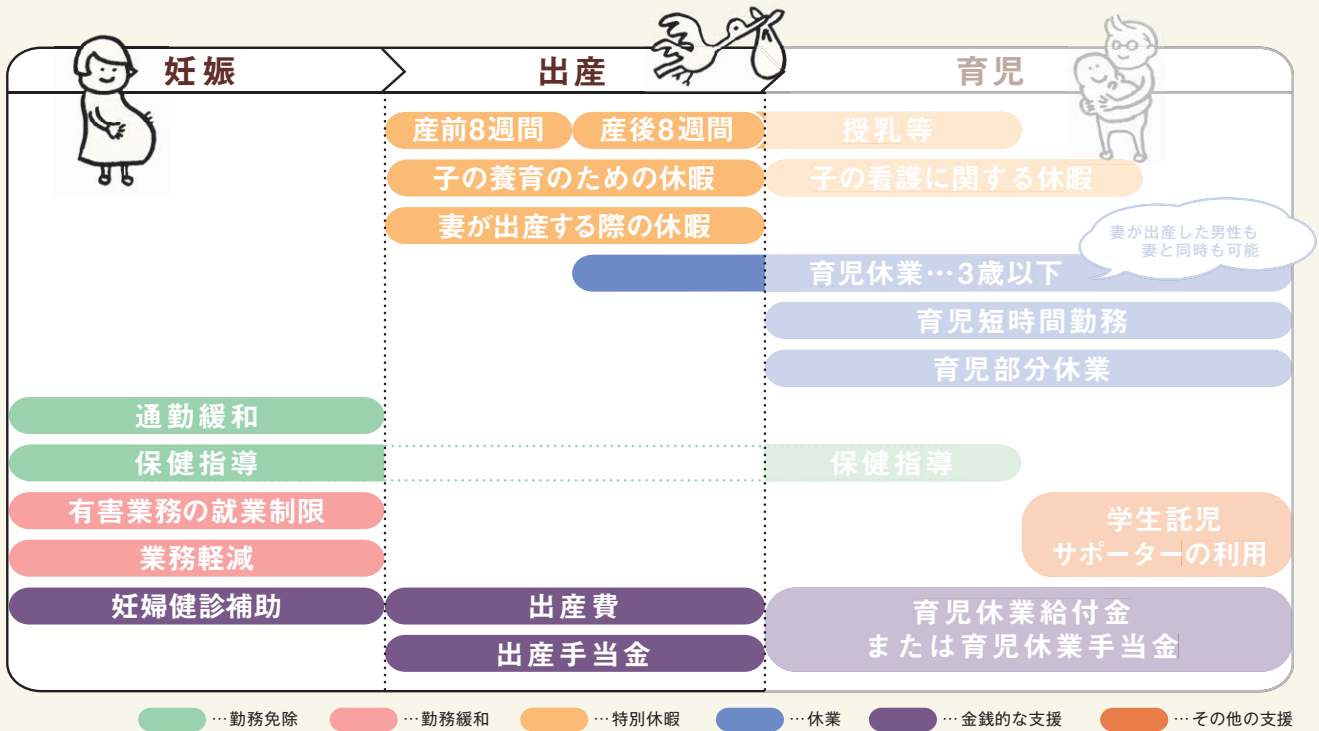 妊娠
出産
育児
産前8週間
産後8週間
授乳等
子の養育のための休暇
子の看護に関する休暇
妻が出産する際の休暇
妻が出産した男性も
妻と同時も可能
育児休業…3歳以下
育児短時間勤務
育児部分休業
通勤緩和
保健指導
保健指導
有害業務の就業制限
学生託児
サポーターの利用
業務軽減
妊婦健診補助
出産費
育児休業給付金
または育児休業手当金
出産手当金
…勤務免除
…勤務緩和
…特別休暇
…休業
…金銭的な支援
…その他の支援